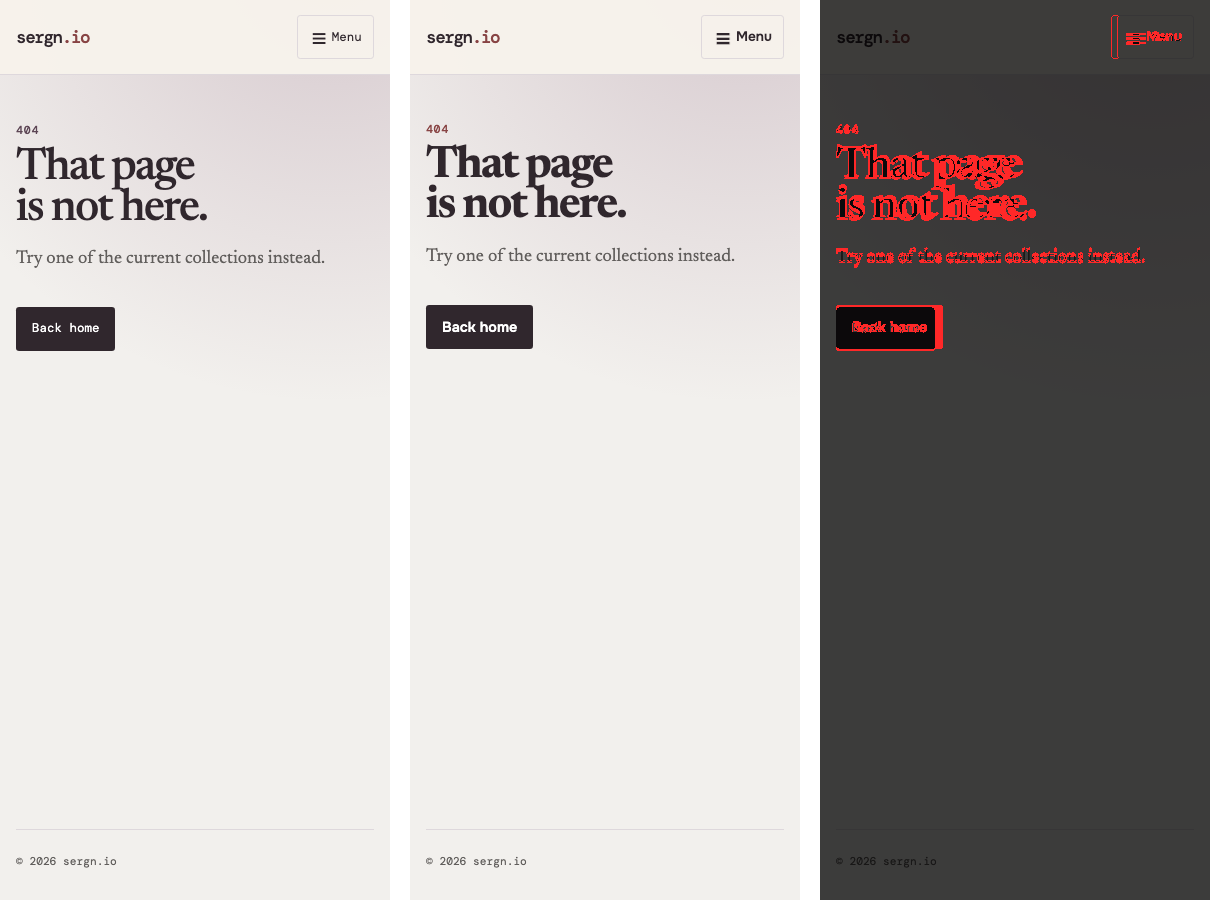 sergn.io
Menu
404
That page
is not here.
Try one of the current collections instead.
Back home
© 2026 sergn.io
sergn.io
Menu
404
That page
is not here.
Try one of the current collections instead.
Back home
© 2026 sergn.io
sergn.io
Menu
404
That page
is not here.
Try one of the current collections instead.
Back home
© 2026 sergn.io